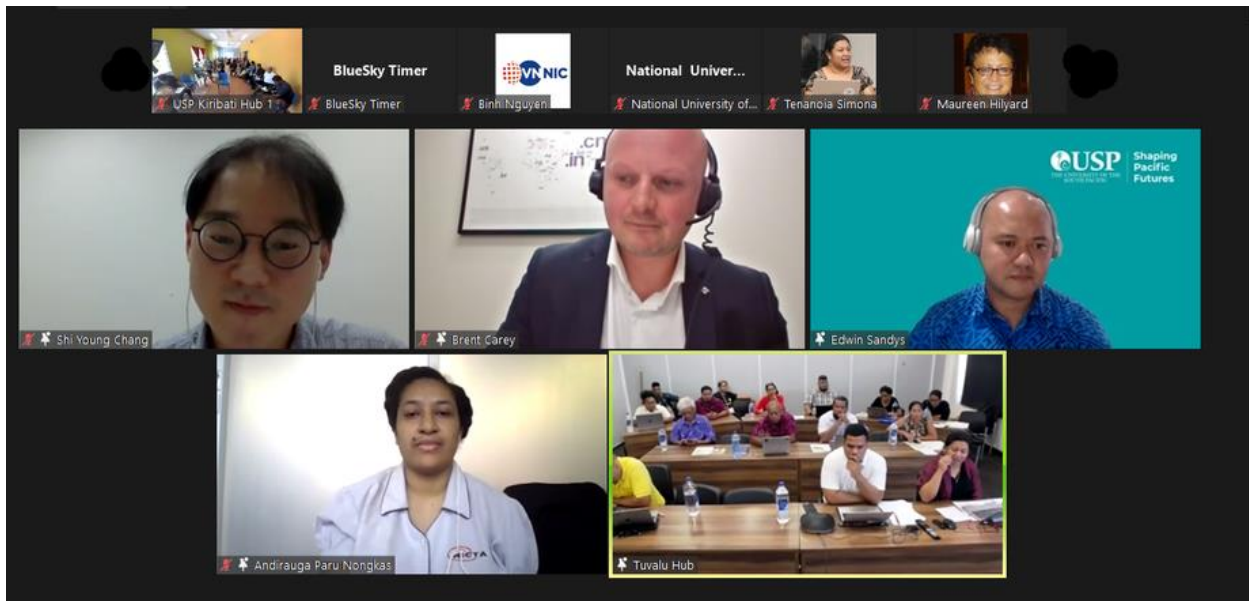 BlueSky Timer
VNNIC
National Univer...
USP Kiribati Hub 1
BlueSky Timer
Binh Nguyen
National University of...
Tenanoia Simona
Maureen Hilyard
.cn
.in
USP
THE UNIVERSITY OF THE
SOUTH PACIFIC
Shaping
Pacific
Futures
Shi Young Chang
Brent Carey
Edwin Sandys
NICTA
Andirauga Paru Nongkas
Tuvalu Hub